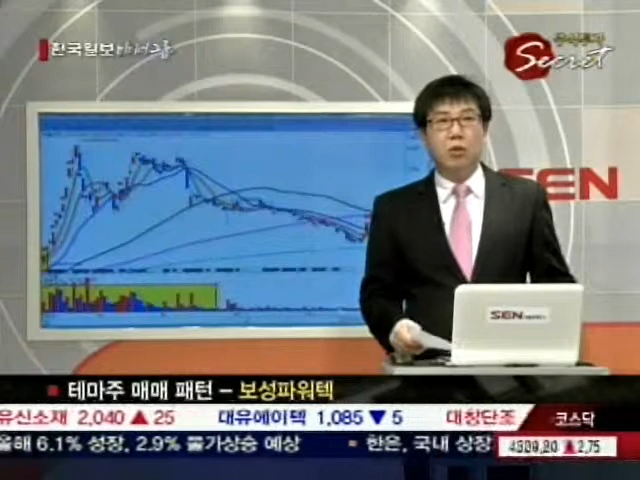 한국일보
Secret
SEN
SEN
■ 테마주 매매 패턴 - 보성파워텍
유신소재 2,040 ▲ 25 대유에이텍 1,085 ▼ 5 대창단조 코스닥
올해 6.1% 성장, 2.9% 물가상승 예상 ▪ 한은, 국내 상장 ▲ 2.75